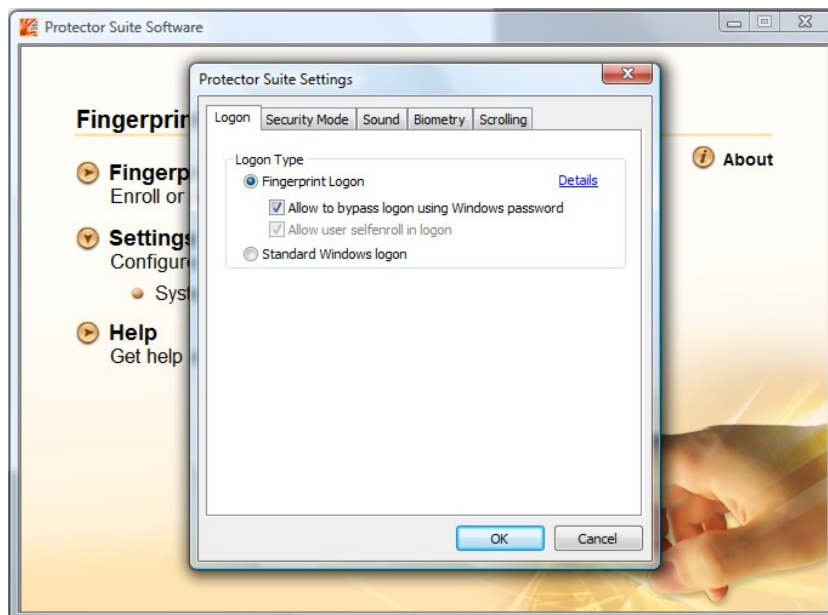 Protector Suite Software
Protector Suite Settings
Logon
Security Mode
Sound
Biometry
Scrolling
Fingerprin
About
Logon Type
Fingerprint Logon
Details
Allow to bypass logon using Windows password
Allow user selfenroll in logon
Standard Windows logon
Fingerp
Enroll or
Settings
Configur
Syst
Help
Get help
OK
Cancel